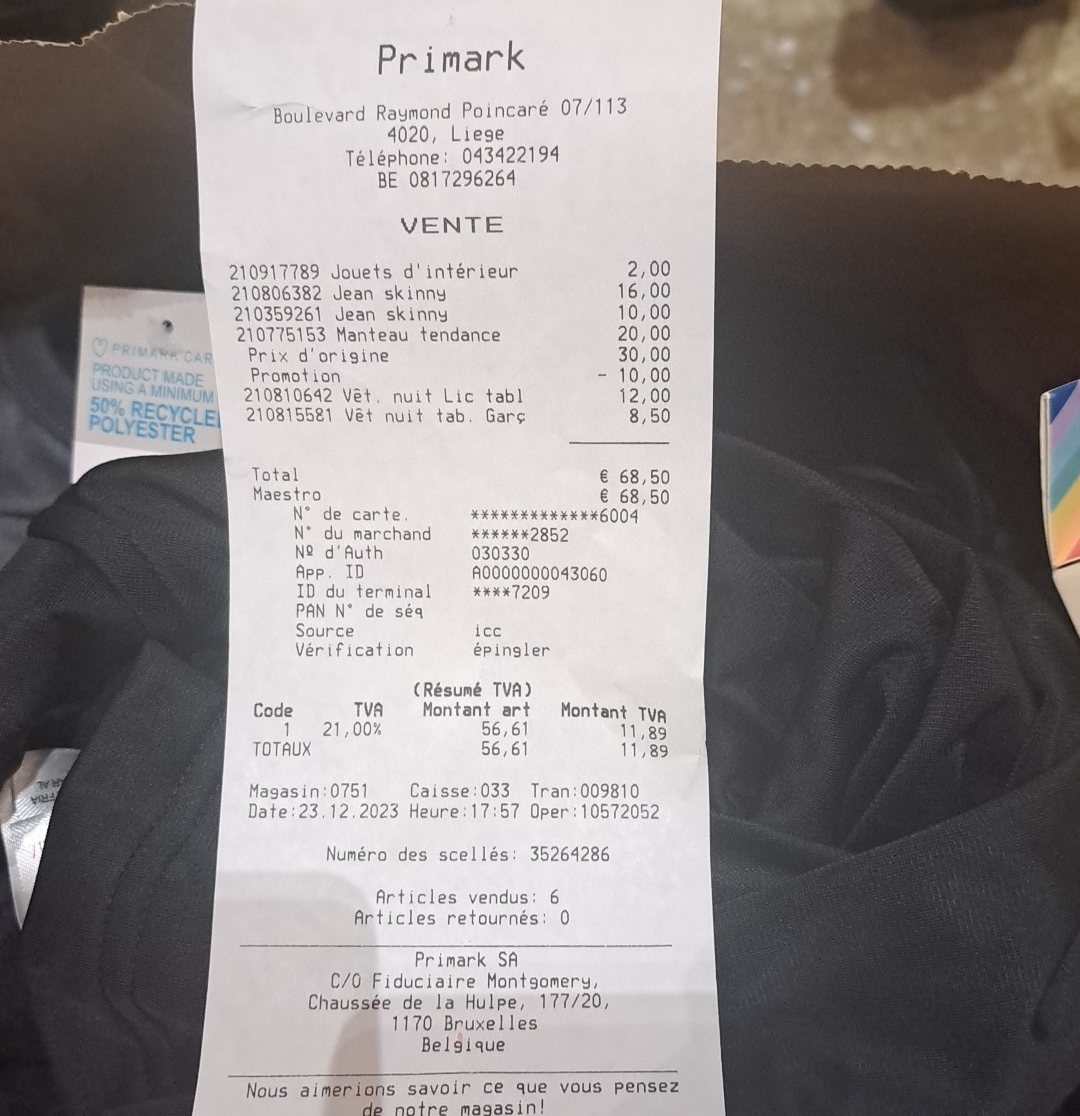 Primark
Boulevard Raymond Poincaré 07/113
4020, Liege
Téléphone: 043422194
BE 0817296264
VENTE
210917789 Jouets d'intérieur 2,00
210806382 Jean skinny 16,00
210359261 Jean skinny 10,00
210775153 Manteau tendance 20,00
Prix d'origine 30,00
Promotion - 10,00
210810642 Vêt. nuit Lic tabl 12,00
210815581 Vêt nuit tab. Garç 8,50
Total € 68,50
Maestro € 68,50
N° de carte. *************6004
N° du marchand ******2852
Nº d'Auth 030330
App. ID A0000000043060
ID du terminal ****7209
PAN N° de séq
Source icc
Vérification épingler
(Résumé TVA)
Code TVA Montant art Montant TVA
1 21,00% 56,61 11,89
TOTAUX 56,61 11,89
Magasin:0751 Caisse:033 Tran:009810
Date:23.12.2023 Heure:17:57 Oper:10572052
Numéro des scellés: 35264286
Articles vendus: 6
Articles retournés: 0
Primark SA
C/O Fiduciaire Montgomery,
Chaussée de la Hulpe, 177/20,
1170 Bruxelles
Belgique
Nous aimerions savoir ce que vous pensez
de notre magasin!
PRIMARK CAR
PRODUCT MADE
USING A MINIMUM
50% RECYCLE
POLYESTER